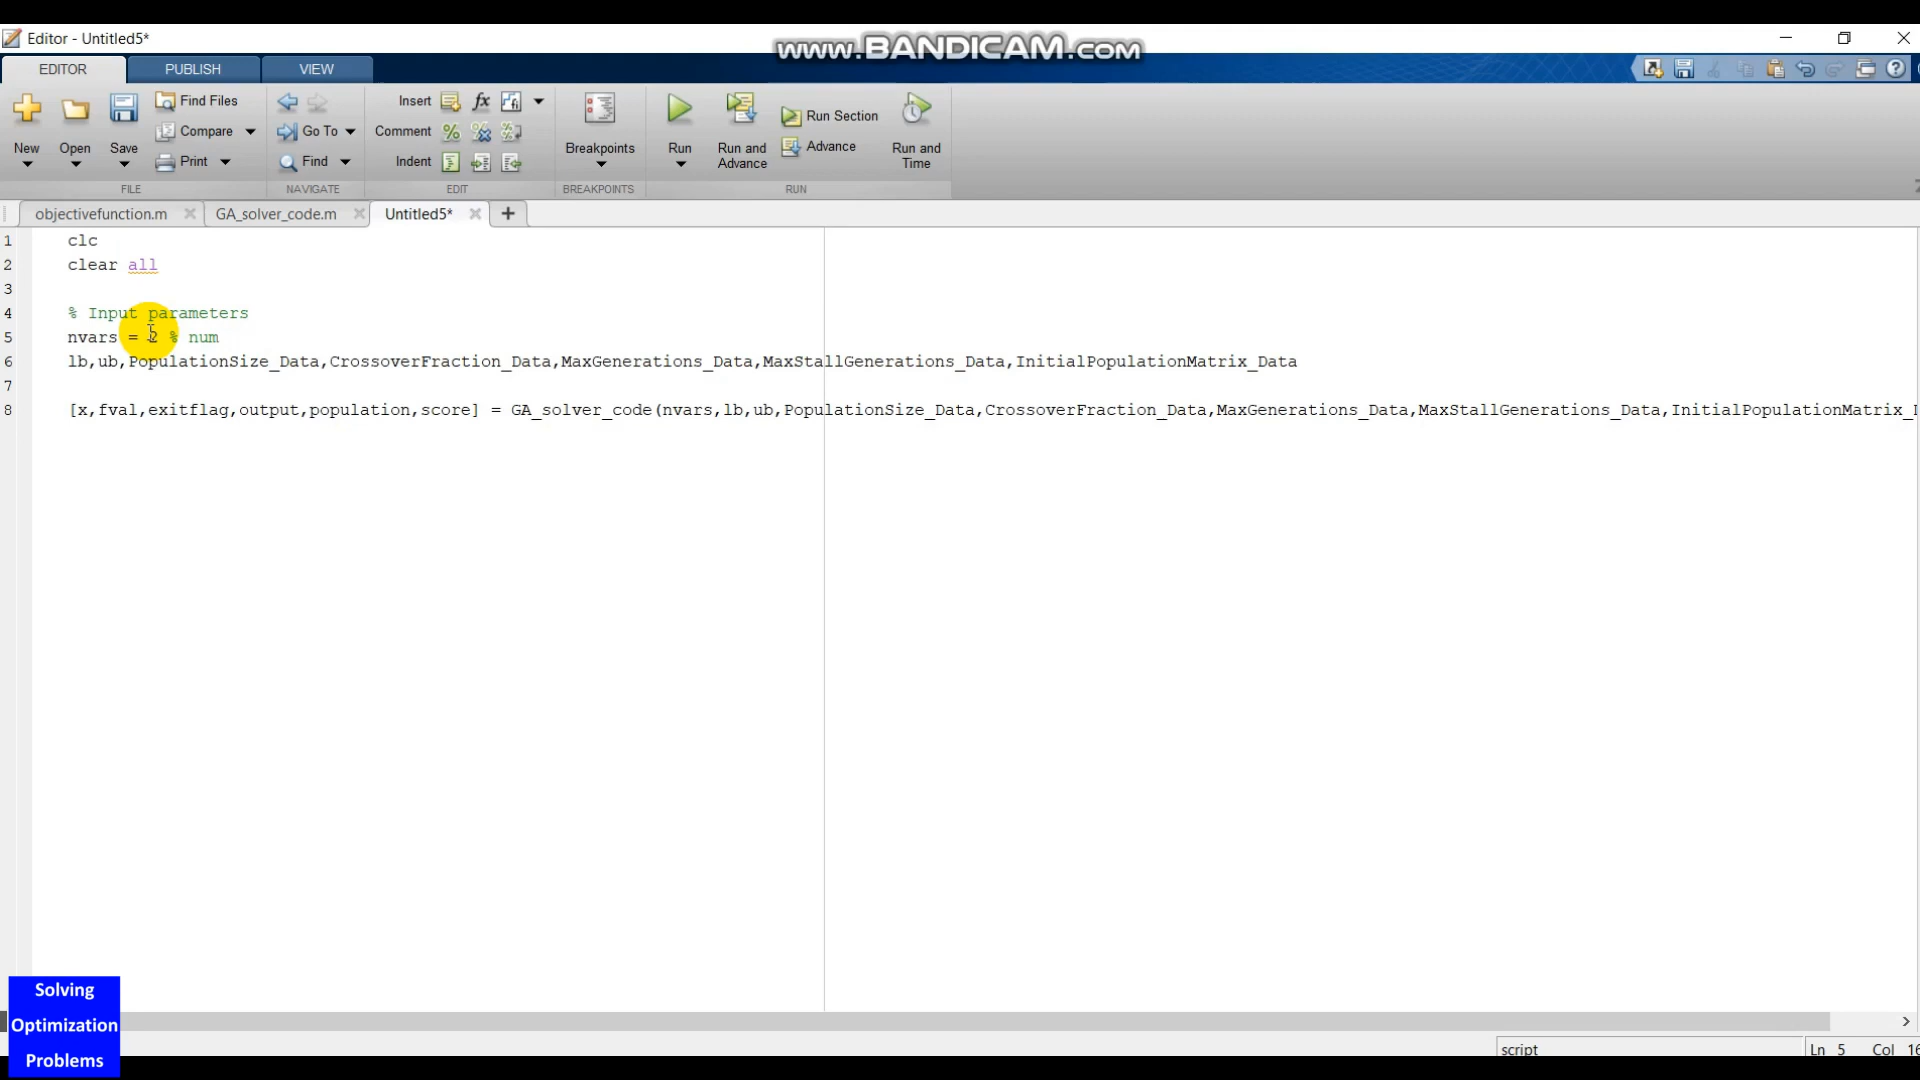 Editor - Untitled5*
www.BANDICAM.com
EDITOR PUBLISH VIEW
New Open Save Find Files Compare Print
Insert fx Comment % Indent
Go To Find
Breakpoints Run Run and Advance Run Section Advance Run and Time
FILE NAVIGATE EDIT BREAKPOINTS RUN
objectivefunction.m GA_solver_code.m Untitled5*
1 clc
2 clear all
3
4 % Input parameters
5 nvars = 2 % num
6 lb,ub,PopulationSize_Data,CrossoverFraction_Data,MaxGenerations_Data,MaxStallGenerations_Data,InitialPopulationMatrix_Data
7
8 [x,fval,exitflag,output,population,score] = GA_solver_code(nvars,lb,ub,PopulationSize_Data,CrossoverFraction_Data,MaxGenerations_Data,MaxStallGenerations_Data,InitialPopulationMatrix_
Solving
Optimization
Problems
script Ln 5 Col 16